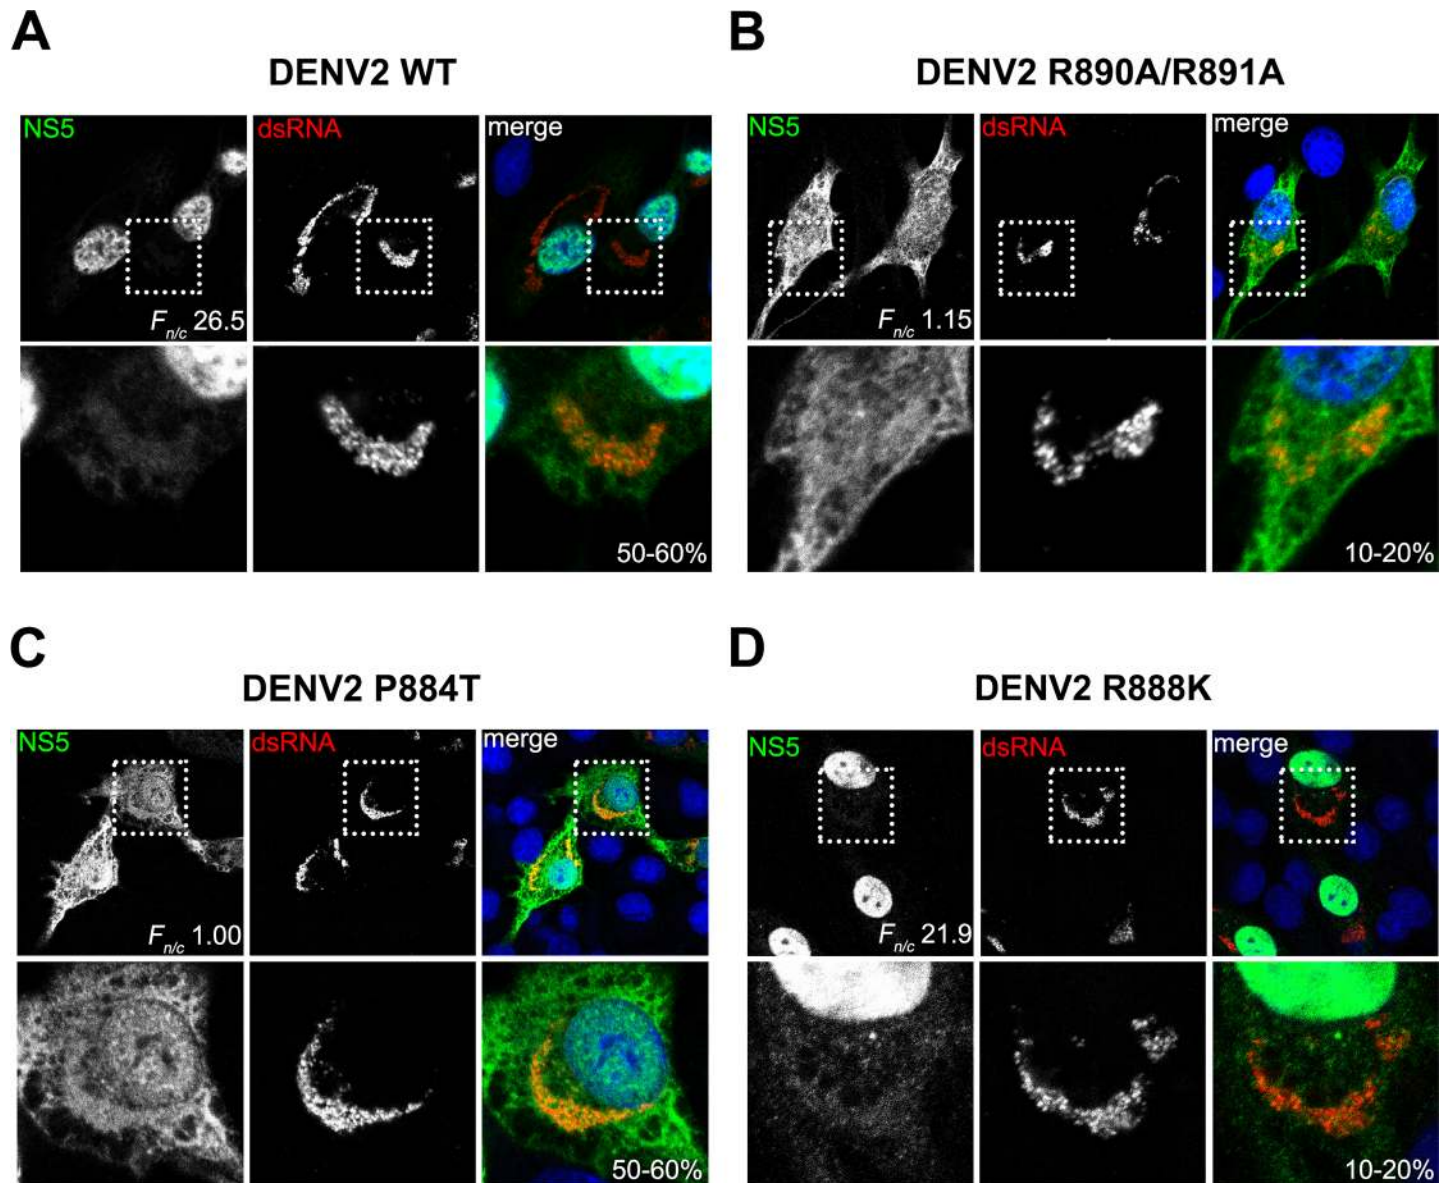 A
DENV2 WT
NS5
dsRNA
merge
Fn/c 26.5
50-60%
B
DENV2 R890A/R891A
NS5
dsRNA
merge
Fn/c 1.15
10-20%
C
DENV2 P884T
NS5
dsRNA
merge
Fn/c 1.00
50-60%
D
DENV2 R888K
NS5
dsRNA
merge
Fn/c 21.9
10-20%